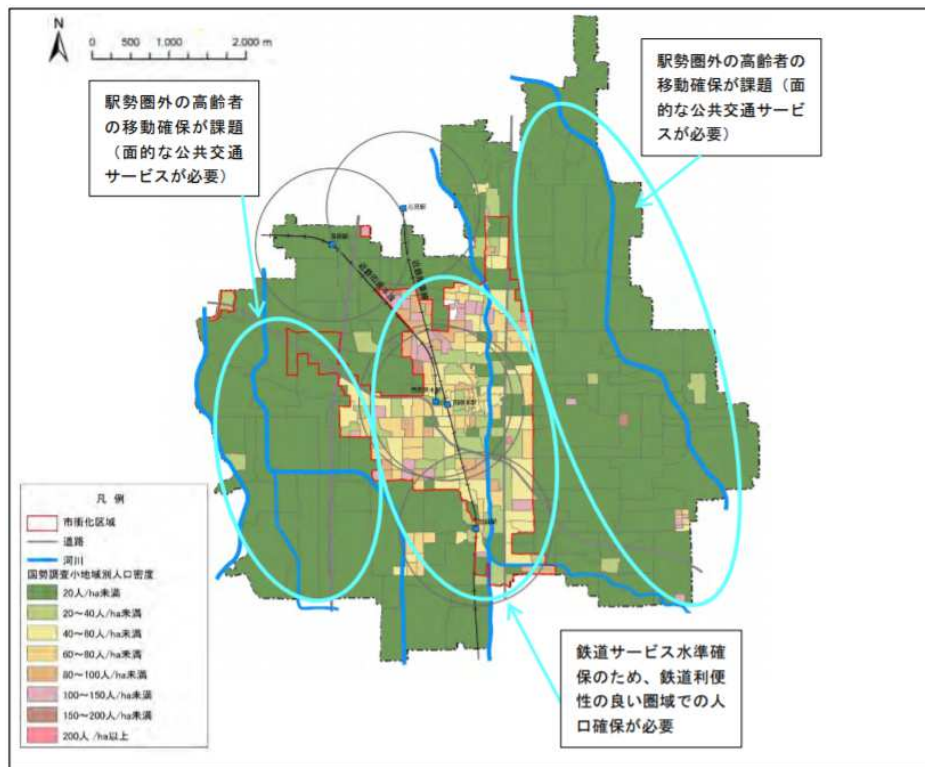 N
0 500 1.000 2.000 m
駅勢圏外の高齢者
の移動確保が課題
（面的な公共交通
サービスが必要）
駅勢圏外の高齢者の
移動確保が課題（面
的な公共交通サービ
スが必要）
鉄道サービス水準確
保のため、鉄道利便
性の良い圏域での人
口確保が必要
凡 例
市街化区域
道路
河川
国勢調査小地域別人口密度
20人/ha未満
20～40人/ha未満
40～60人/ha未満
60～80人/ha未満
80～100人/ha未満
100～150人/ha未満
150～200人/ha未満
200人 /ha以上